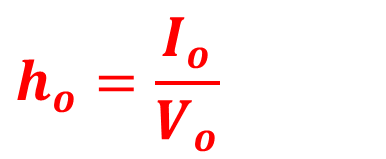 h_o = I_o / V_o